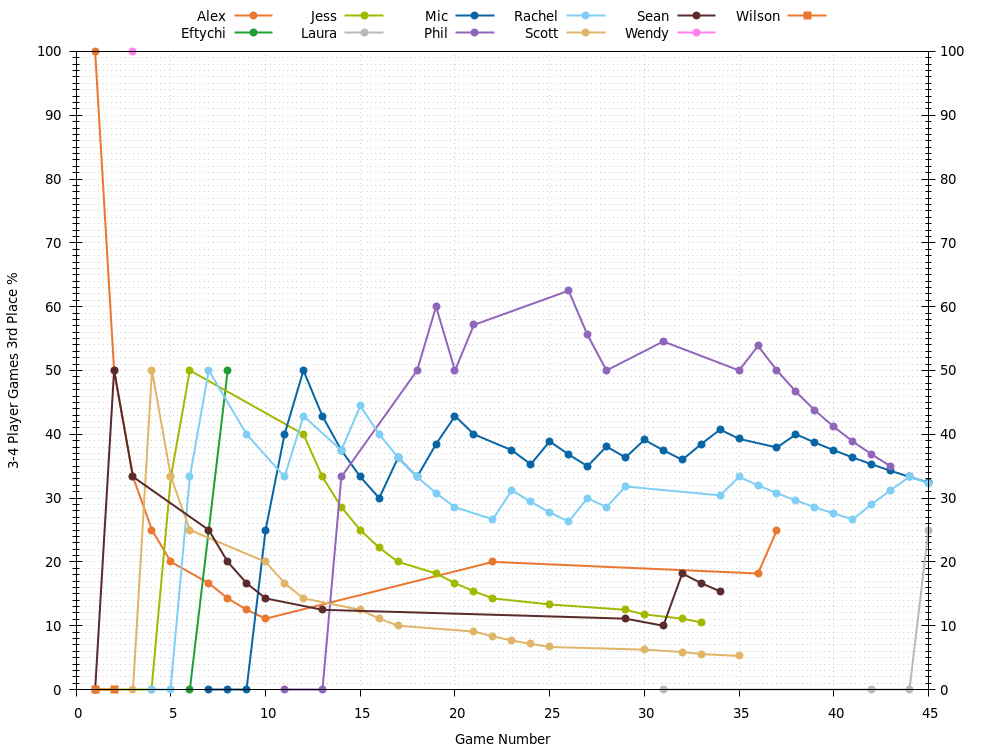 Alex Jess Mic Rachel Sean Wilson
Eftychi Laura Phil Scott Wendy
100 100
90 90
80 80
70 70
60 60
50 50
40 40
30 30
20 20
10 10
0 0
3-4 Player Games 3rd Place %
0 5 10 15 20 25 30 35 40 45
Game Number